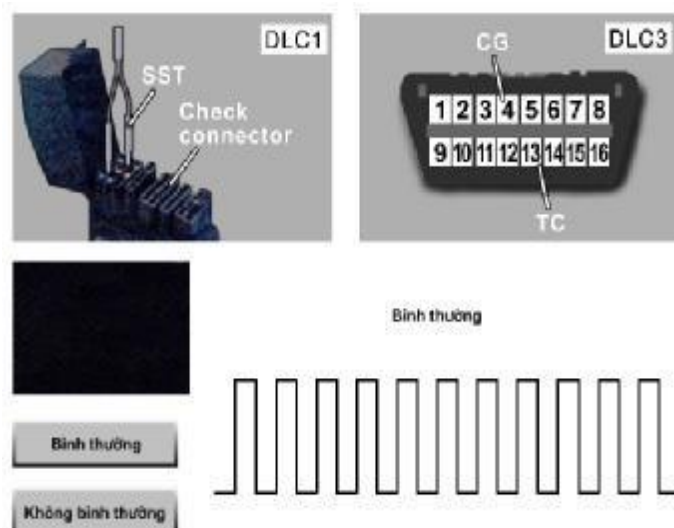 DLC1
SST
Check
connector
DLC3
CG
1 2 3 4 5 6 7 8
9 10 11 12 13 14 15 16
TC
Bình thường
Bình thường
Không bình thường